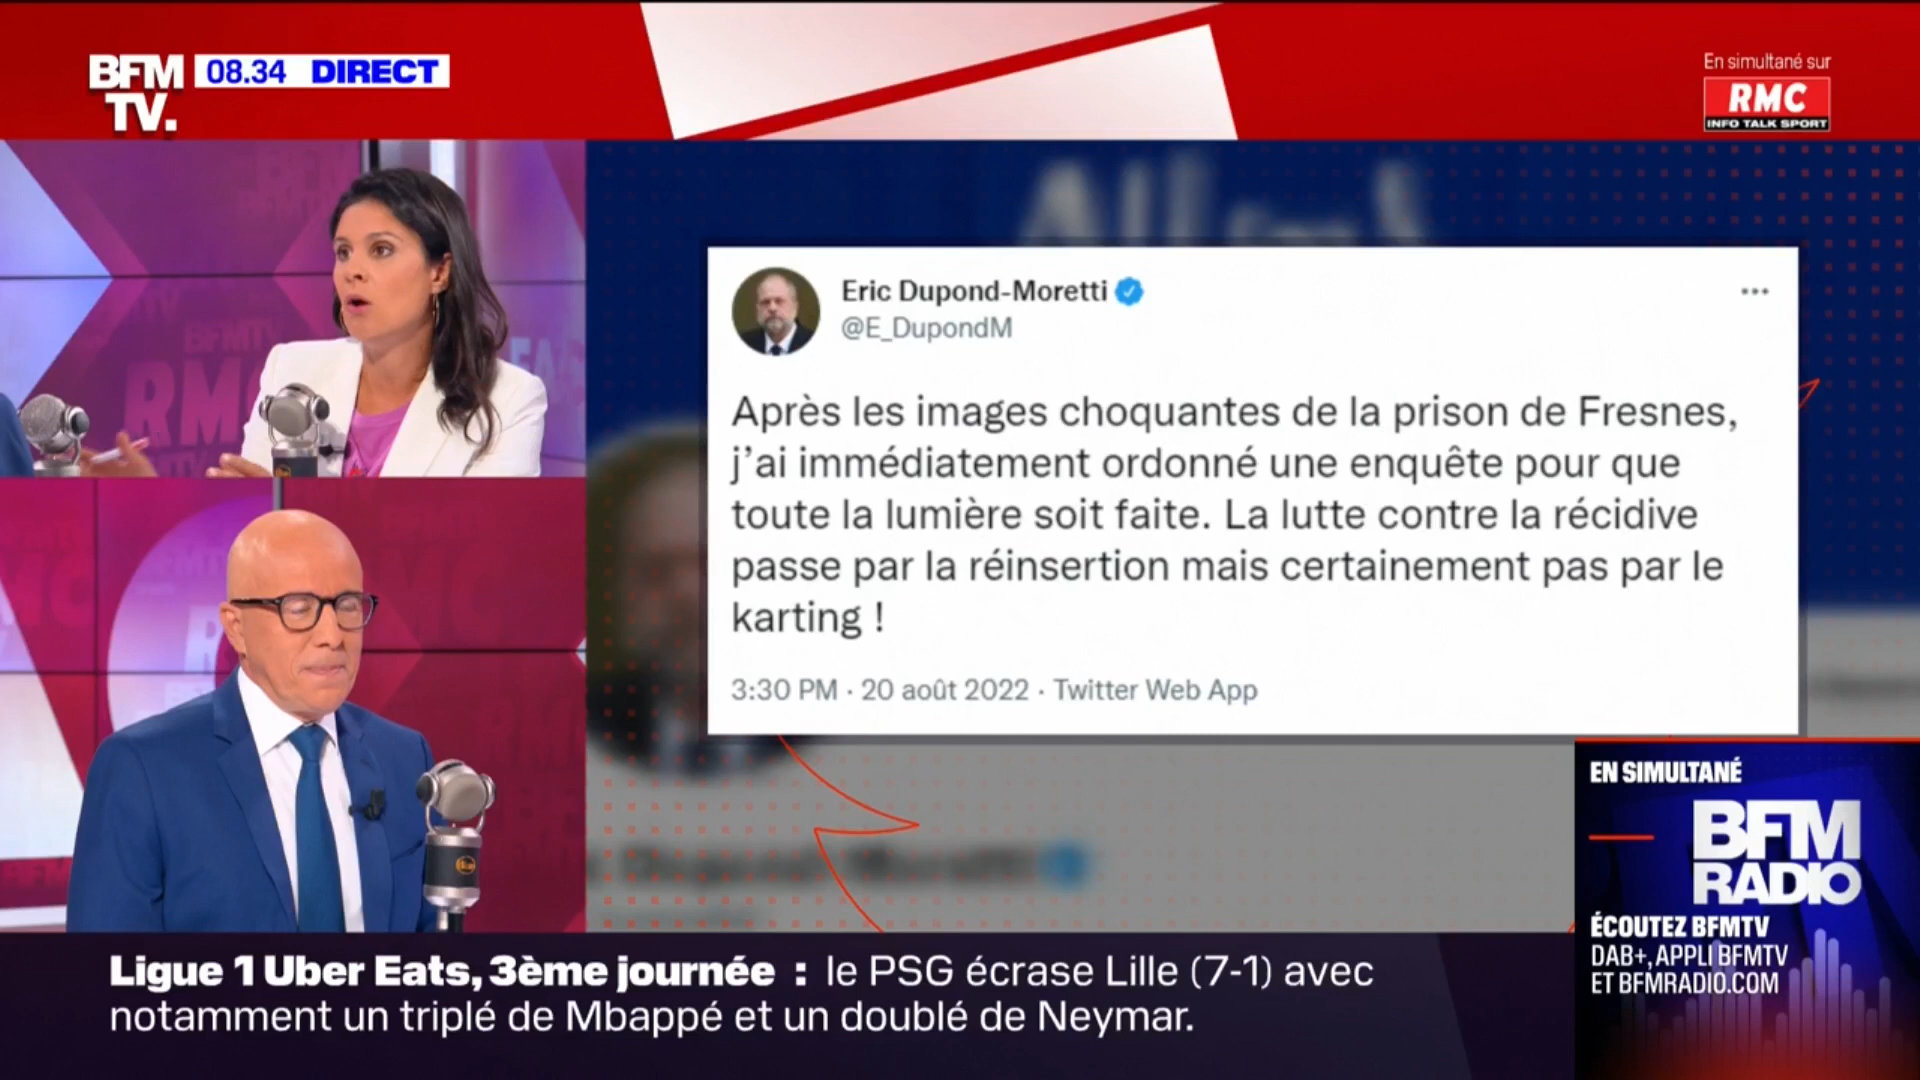 BFM
TV.
08.34 DIRECT
En simultané sur
RMC
INFO TALK SPORT
Eric Dupond-Moretti
@E_DupondM
Après les images choquantes de la prison de Fresnes,
j’ai immédiatement ordonné une enquête pour que
toute la lumière soit faite. La lutte contre la récidive
passe par la réinsertion mais certainement pas par le
karting !
3:30 PM · 20 août 2022 · Twitter Web App
EN SIMULTANÉ
BFM
RADIO
ÉCOUTEZ BFMTV
DAB+, APPLI BFMTV
ET BFMRADIO.COM
Ligue 1 Uber Eats, 3ème journée : le PSG écrase Lille (7-1) avec
notamment un triplé de Mbappé et un doublé de Neymar.